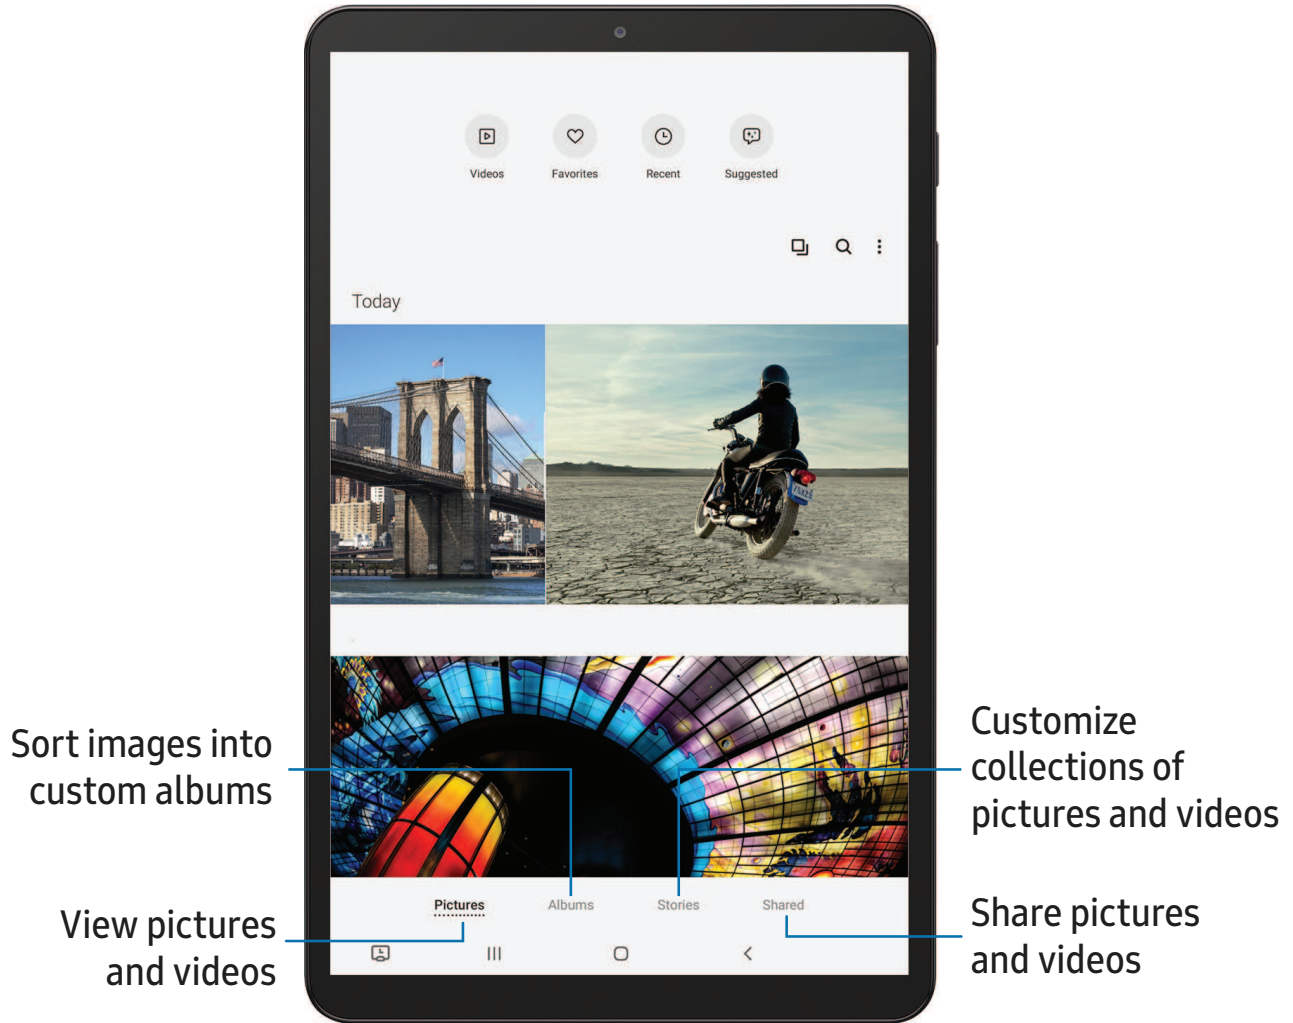 Videos
Favorites
Recent
Suggested
Today
75X23
Sort images into
custom albums
Customize
collections of
pictures and videos
Pictures
Albums
Stories
Shared
View pictures
and videos
Share pictures
and videos